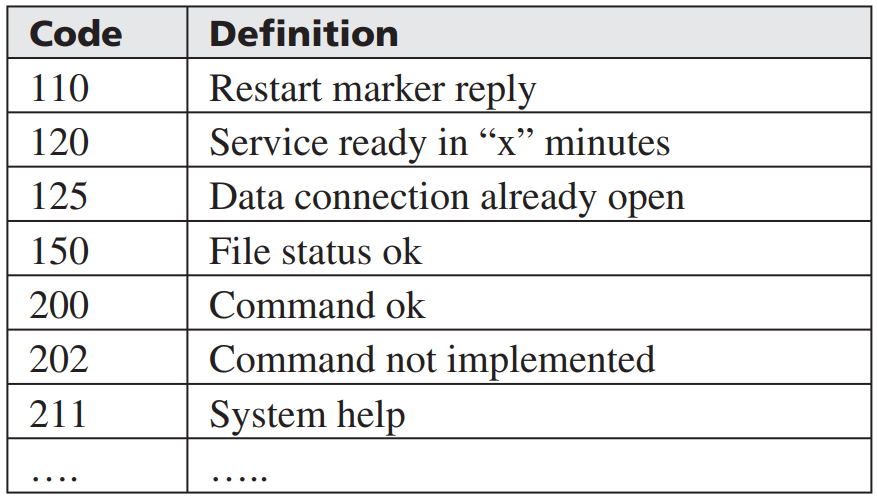 Code Definition
110 Restart marker reply
120 Service ready in “x” minutes
125 Data connection already open
150 File status ok
200 Command ok
202 Command not implemented
211 System help
…. …..